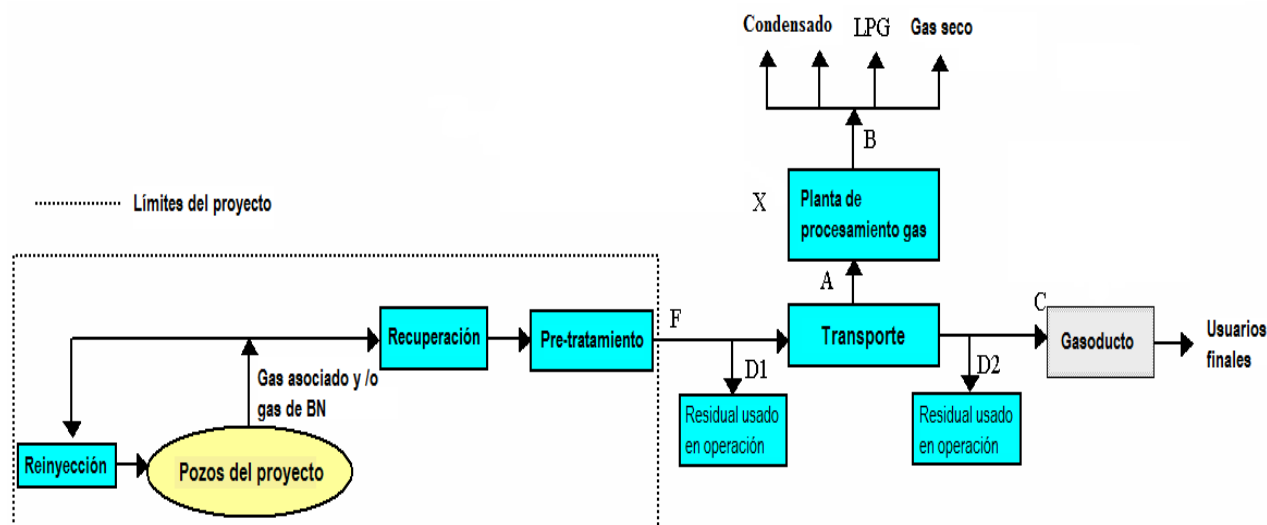 Condensado
LPG
Gas seco
B
Límites del proyecto
X
Planta de
procesamiento gas
A
Recuperación
Pre-tratamiento
F
Transporte
C
Gasoducto
Usuarios
finales
Gas asociado y /o
gas de BN
D1
D2
Residual usado
en operación
Residual usado
en operación
Reinyección
Pozos del proyecto